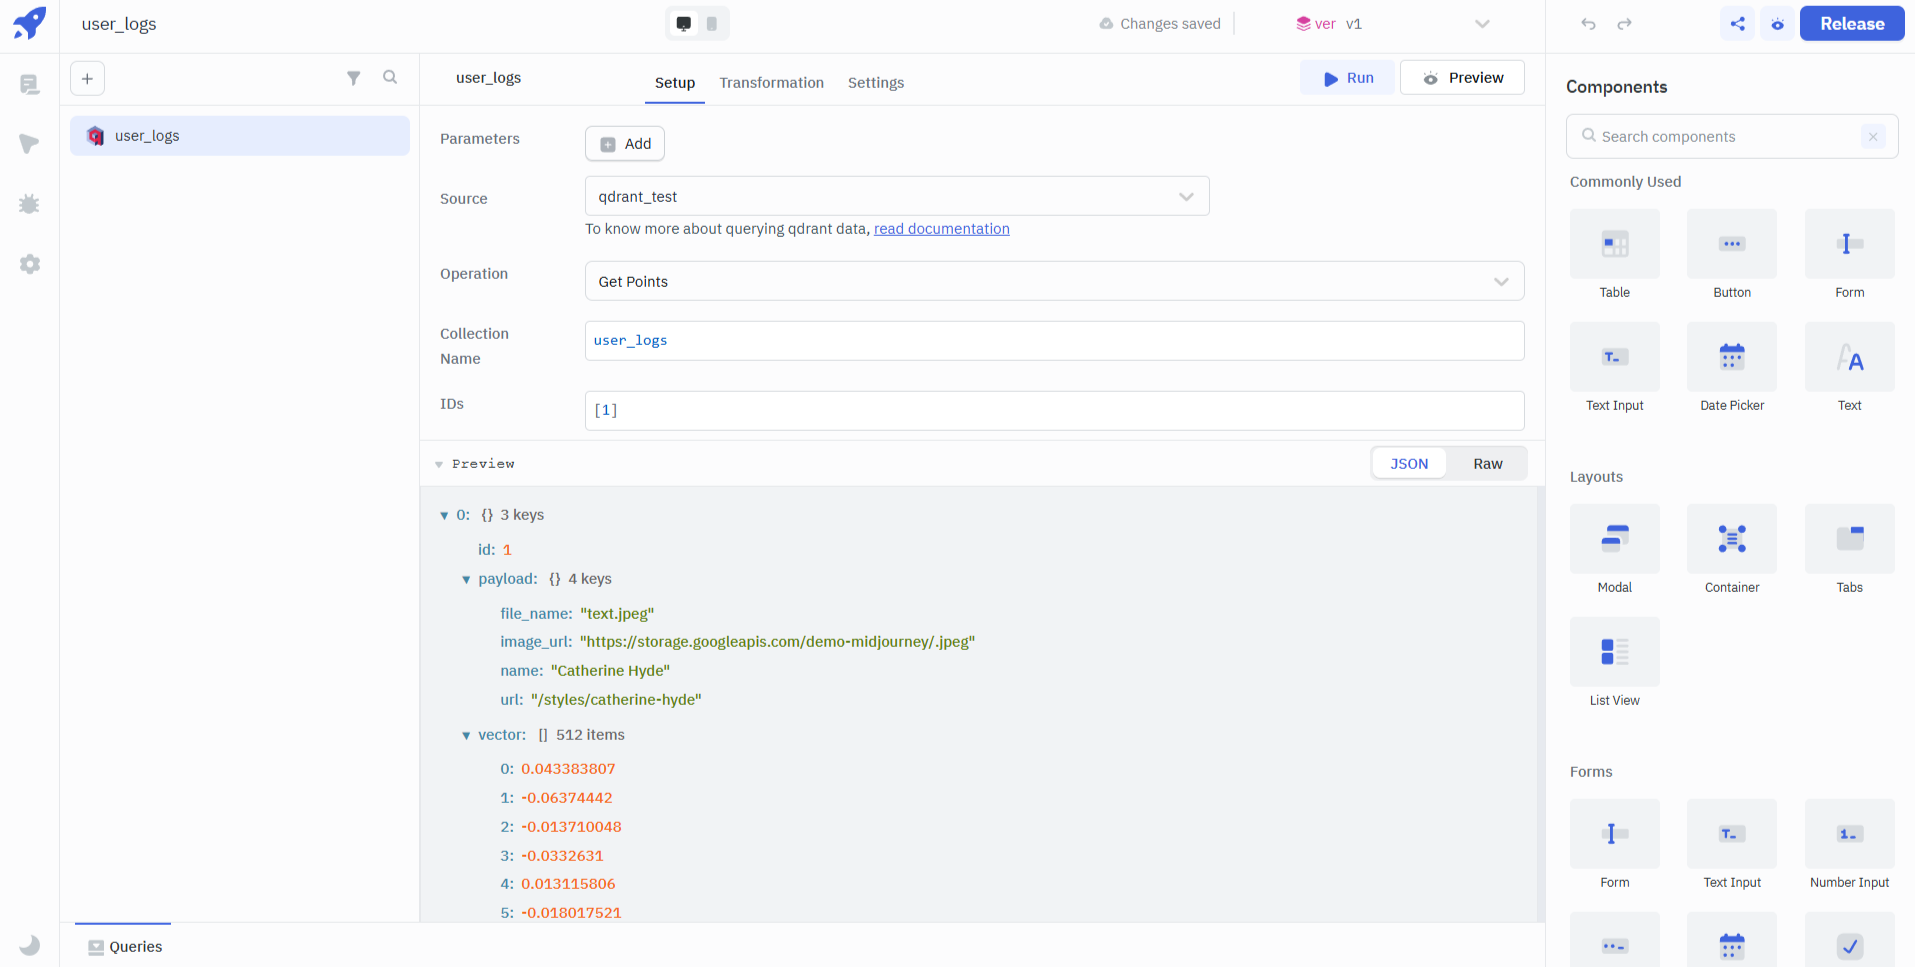 user_logs
Changes saved
ver v1
Release
user_logs
user_logs
Setup
Transformation
Settings
Run
Preview
Parameters
Add
Source
qdrant_test
To know more about querying qdrant data, read documentation
Operation
Get Points
Collection
Name
user_logs
IDs
[1]
Preview
JSON
Raw
0: {} 3 keys
id: 1
payload: {} 4 keys
file_name: "text.jpeg"
image_url: "https://storage.googleapis.com/demo-midjourney/.jpeg"
name: "Catherine Hyde"
url: "/styles/catherine-hyde"
vector: [] 512 items
0: 0.043383807
1: -0.06374442
2: -0.013710048
3: -0.0332631
4: 0.013115806
5: -0.018017521
Queries
Components
Search components
Commonly Used
Table
Button
Form
Text Input
Date Picker
Text
Layouts
Modal
Container
Tabs
List View
Forms
Form
Text Input
Number Input